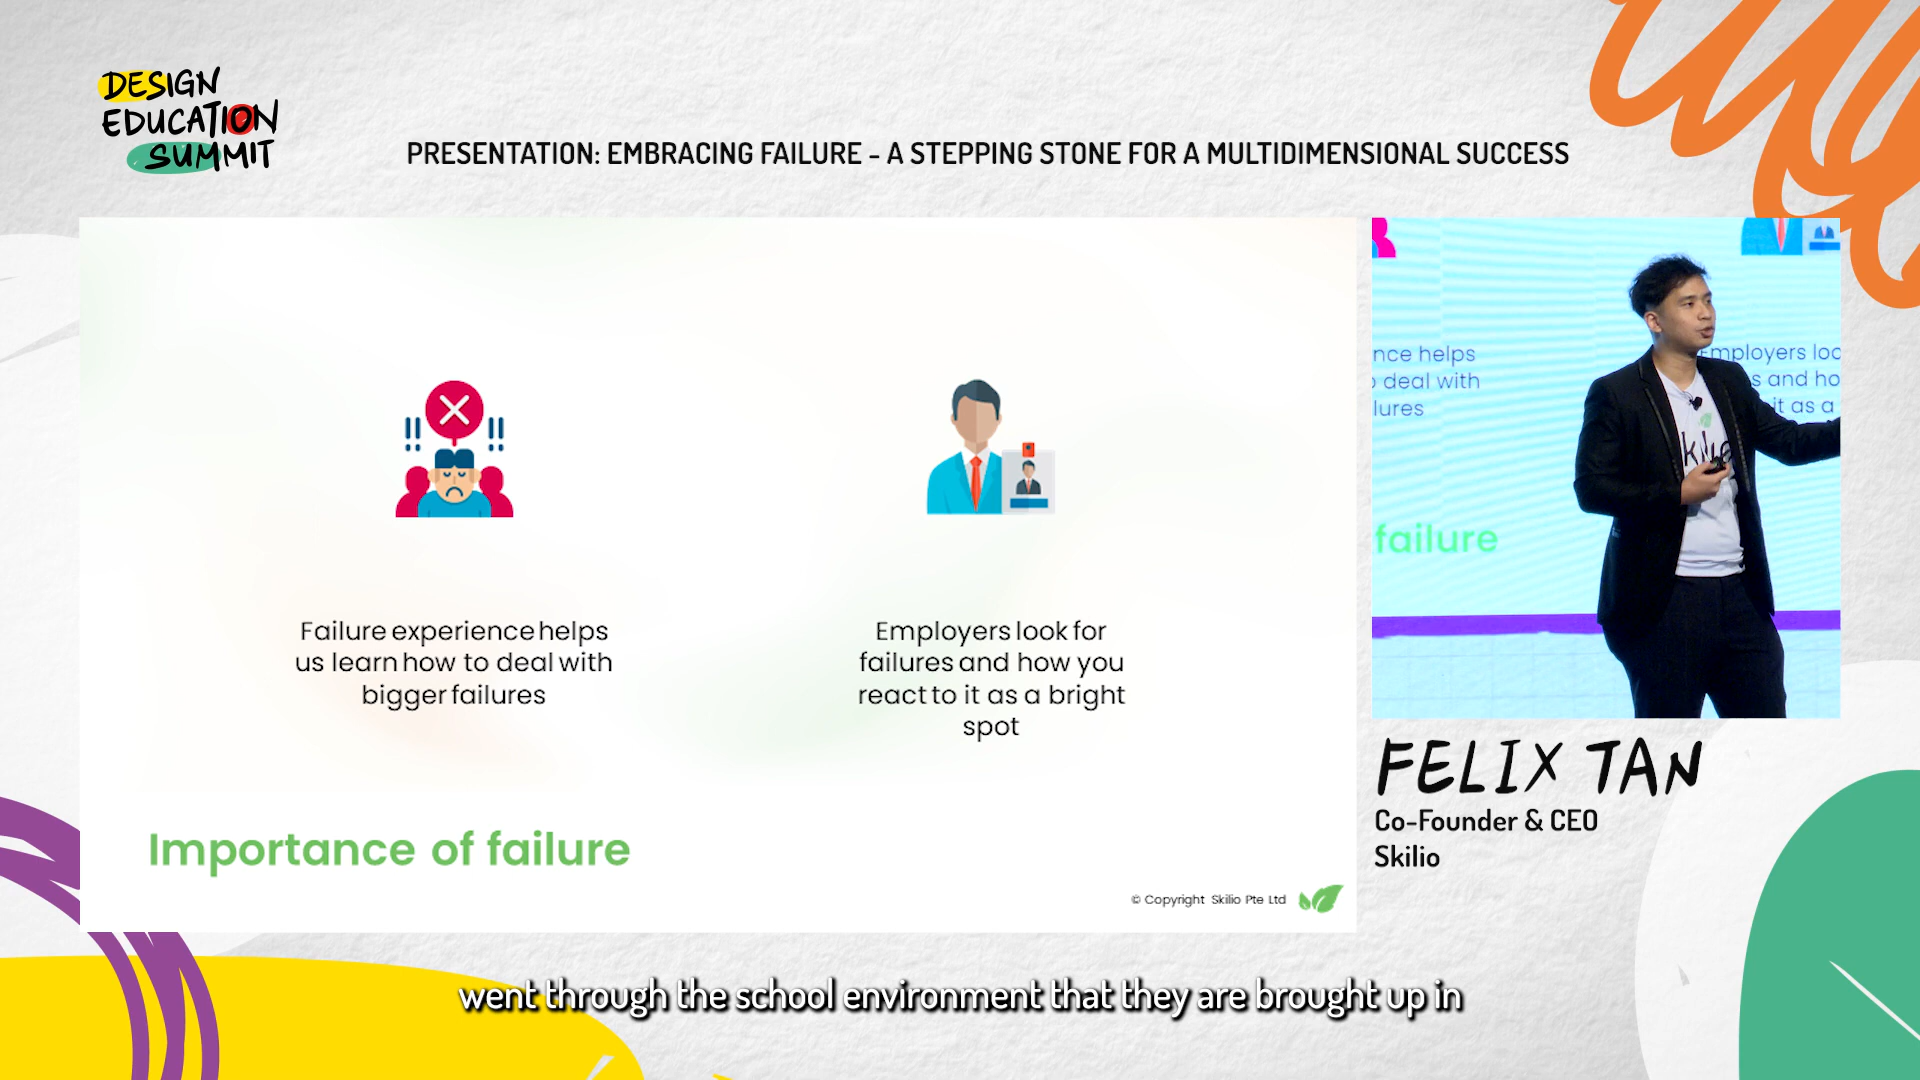 DESIGN
EDUCATION
SUMMIT
PRESENTATION: EMBRACING FAILURE - A STEPPING STONE FOR A MULTIDIMENSIONAL SUCCESS
Failure experience helps
us learn how to deal with
bigger failures
Employers look for
failures and how you
react to it as a bright
spot
Importance of failure
© Copyright Skilio Pte Ltd
nce helps
deal with
lures
Employers loo
s and ho
it as a
failure
FELIX TAN
Co-Founder & CEO
Skilio
went through the school environment that they are brought up in